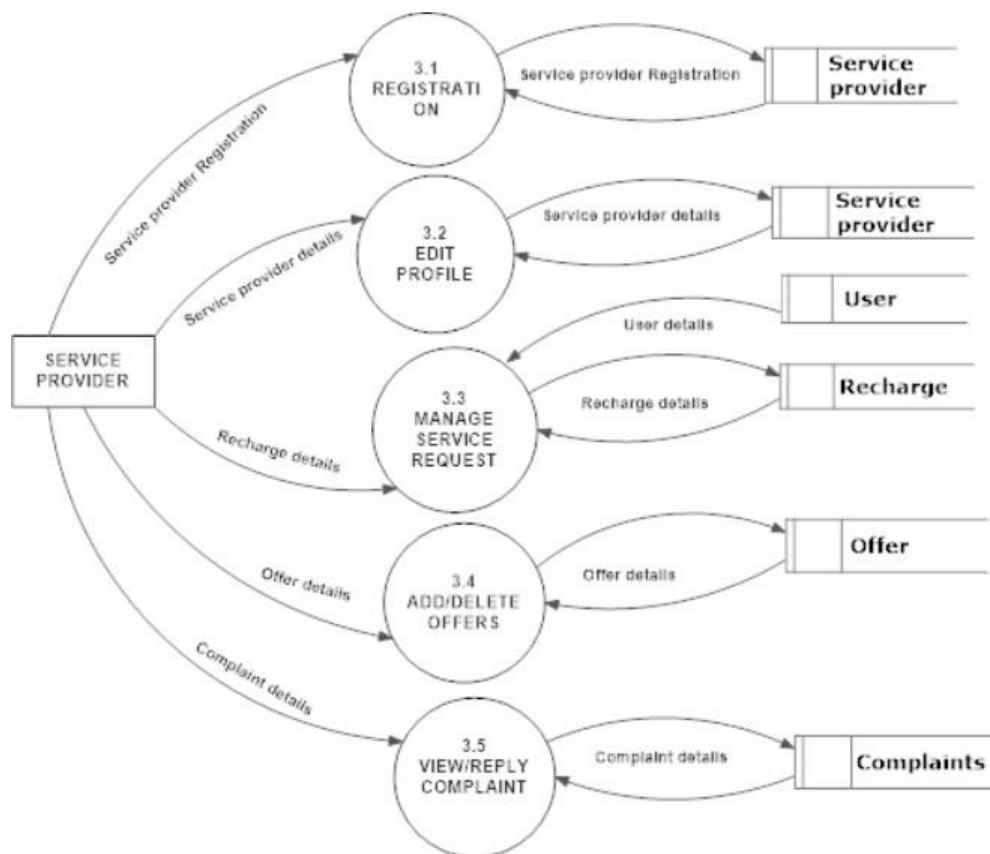 3.1
REGISTRATI
ON
Service provider Registration
Service
provider
Service provider Registration
3.2
EDIT
PROFILE
Service provider details
Service
provider
Service provider details
User
User details
SERVICE
PROVIDER
3.3
MANAGE
SERVICE
REQUEST
Recharge details
Recharge
Recharge details
3.4
ADD/DELETE
OFFERS
Offer details
Offer
Offer details
Complaint details
3.5
VIEW/REPLY
COMPLAINT
Complaint details
Complaints